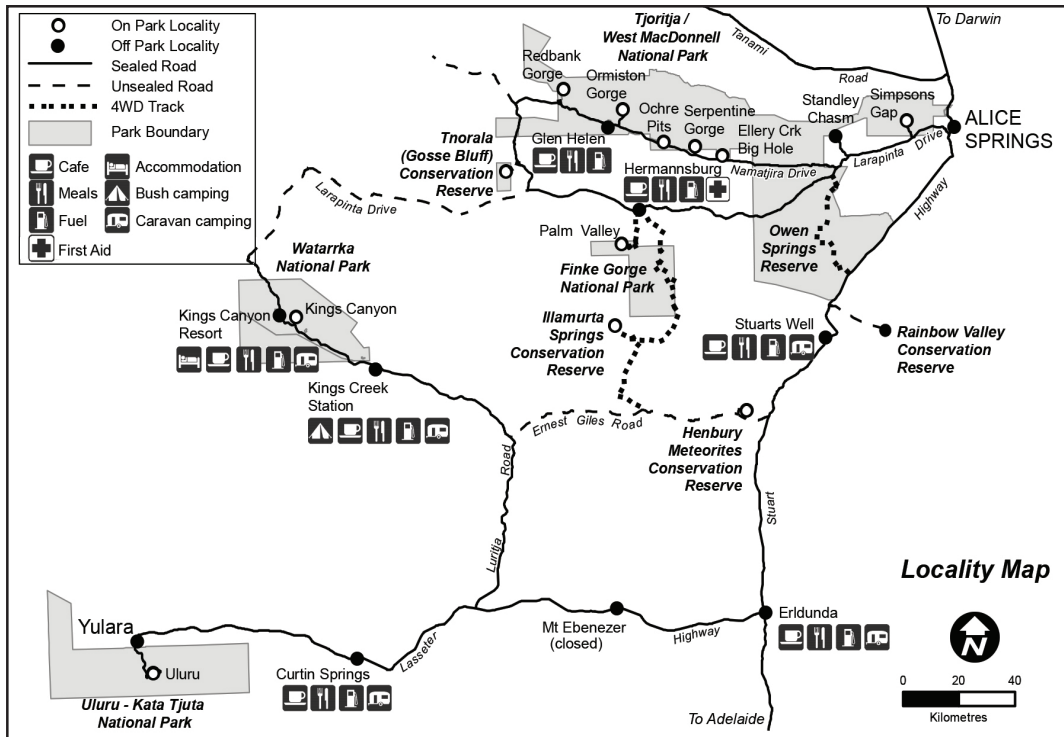 On Park Locality
Off Park Locality
Sealed Road
Unsealed Road
4WD Track
Park Boundary
Cafe
Accommodation
Meals
Bush camping
Fuel
Caravan camping
First Aid
Tjoritja /
West MacDonnell
National Park
To Darwin
Tanami
Road
Redbank
Gorge
Ormiston
Gorge
Ochre
Pits
Serpentine
Gorge
Ellery Crk
Big Hole
Standley
Chasm
Simpsons
Gap
ALICE
SPRINGS
Larapinta Drive
Namatjira Drive
Highway
Glen Helen
Tnorala
(Gosse Bluff)
Conservation
Reserve
Hermannsburg
Larapinta Drive
Palm Valley
Finke Gorge
National Park
Owen
Springs
Reserve
Watarrka
National Park
Kings Canyon
Resort
Kings Canyon
Illamurta
Springs
Conservation
Reserve
Stuarts Well
Rainbow Valley
Conservation
Reserve
Kings Creek
Station
Ernest Giles Road
Henbury
Meteorites
Conservation
Reserve
Luritja
Road
Stuart
Locality Map
N
0 20 40
Kilometres
Yulara
Uluru
Uluru - Kata Tjuta
National Park
Curtin Springs
Lasseter
Highway
Mt Ebenezer
(closed)
Erldunda
To Adelaide